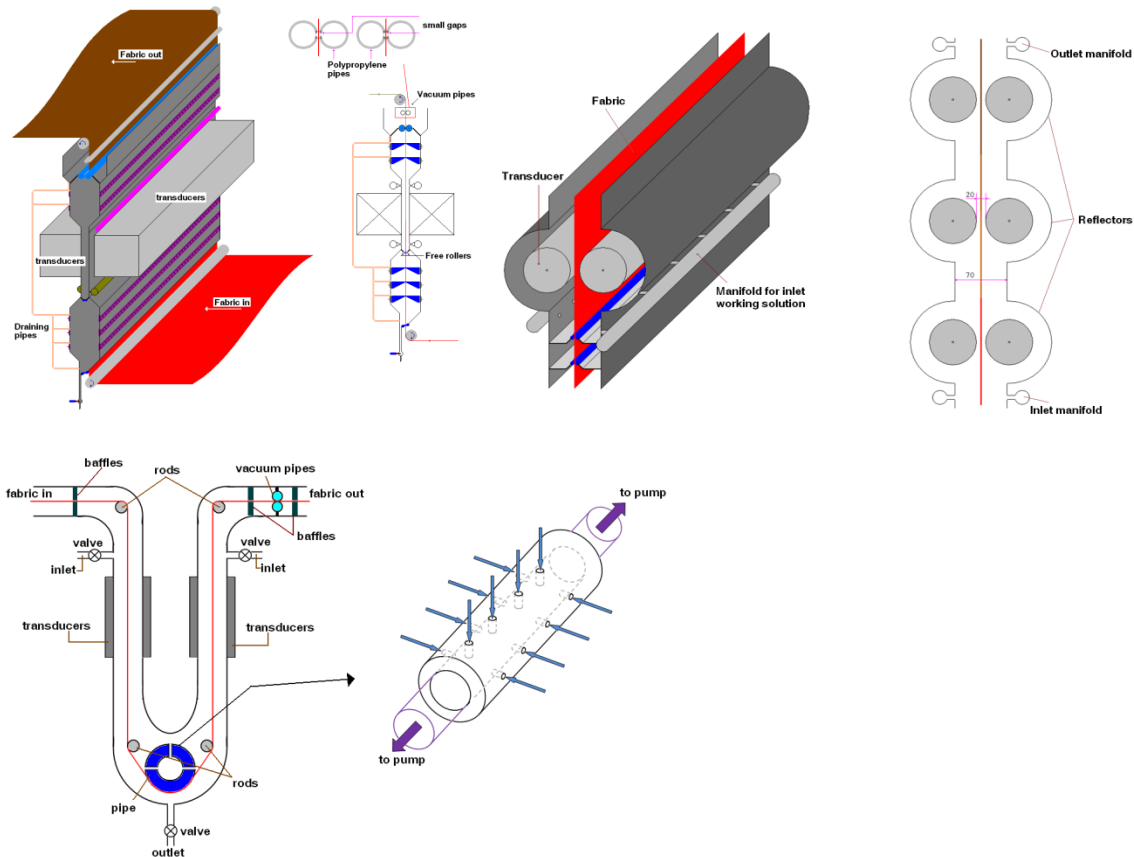 Fabric out
transducers
transducers
Fabric in
Draining
pipes
small gaps
Polypropylene
pipes
Vacuum pipes
Free rollers
Fabric
Transducer
Manifold for inlet
working solution
Outlet manifold
20
Reflectors
70
Inlet manifold
baffles
rods
vacuum pipes
fabric in
fabric out
baffles
valve
valve
inlet
inlet
transducers
transducers
rods
pipe
valve
outlet
to pump
to pump